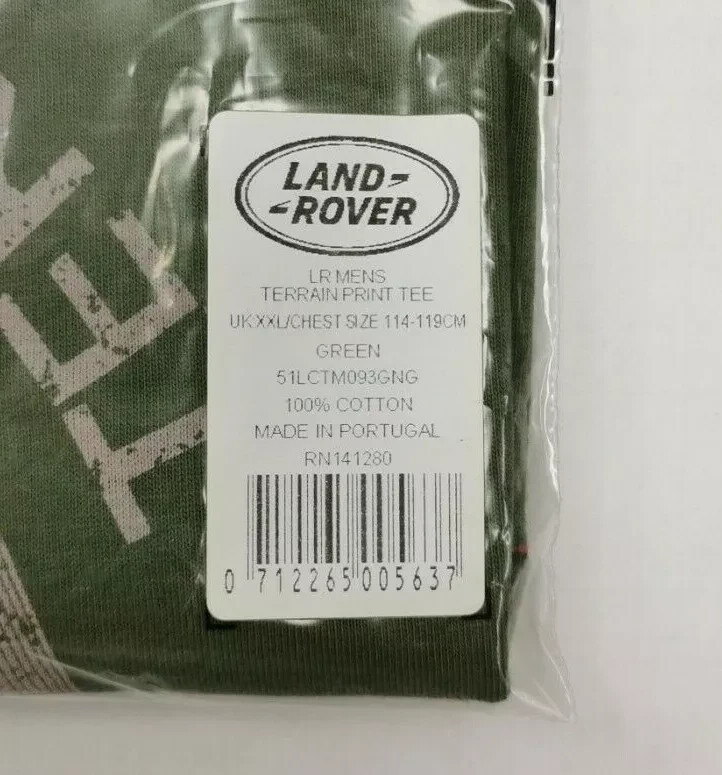 TE
LAND
ROVER
LR MENS
TERRAIN PRINT TEE
UK:XXL/CHEST SIZE 114-119CM
GREEN
51LCTM093GNG
100% COTTON
MADE IN PORTUGAL
RN141280
0 712265 005637